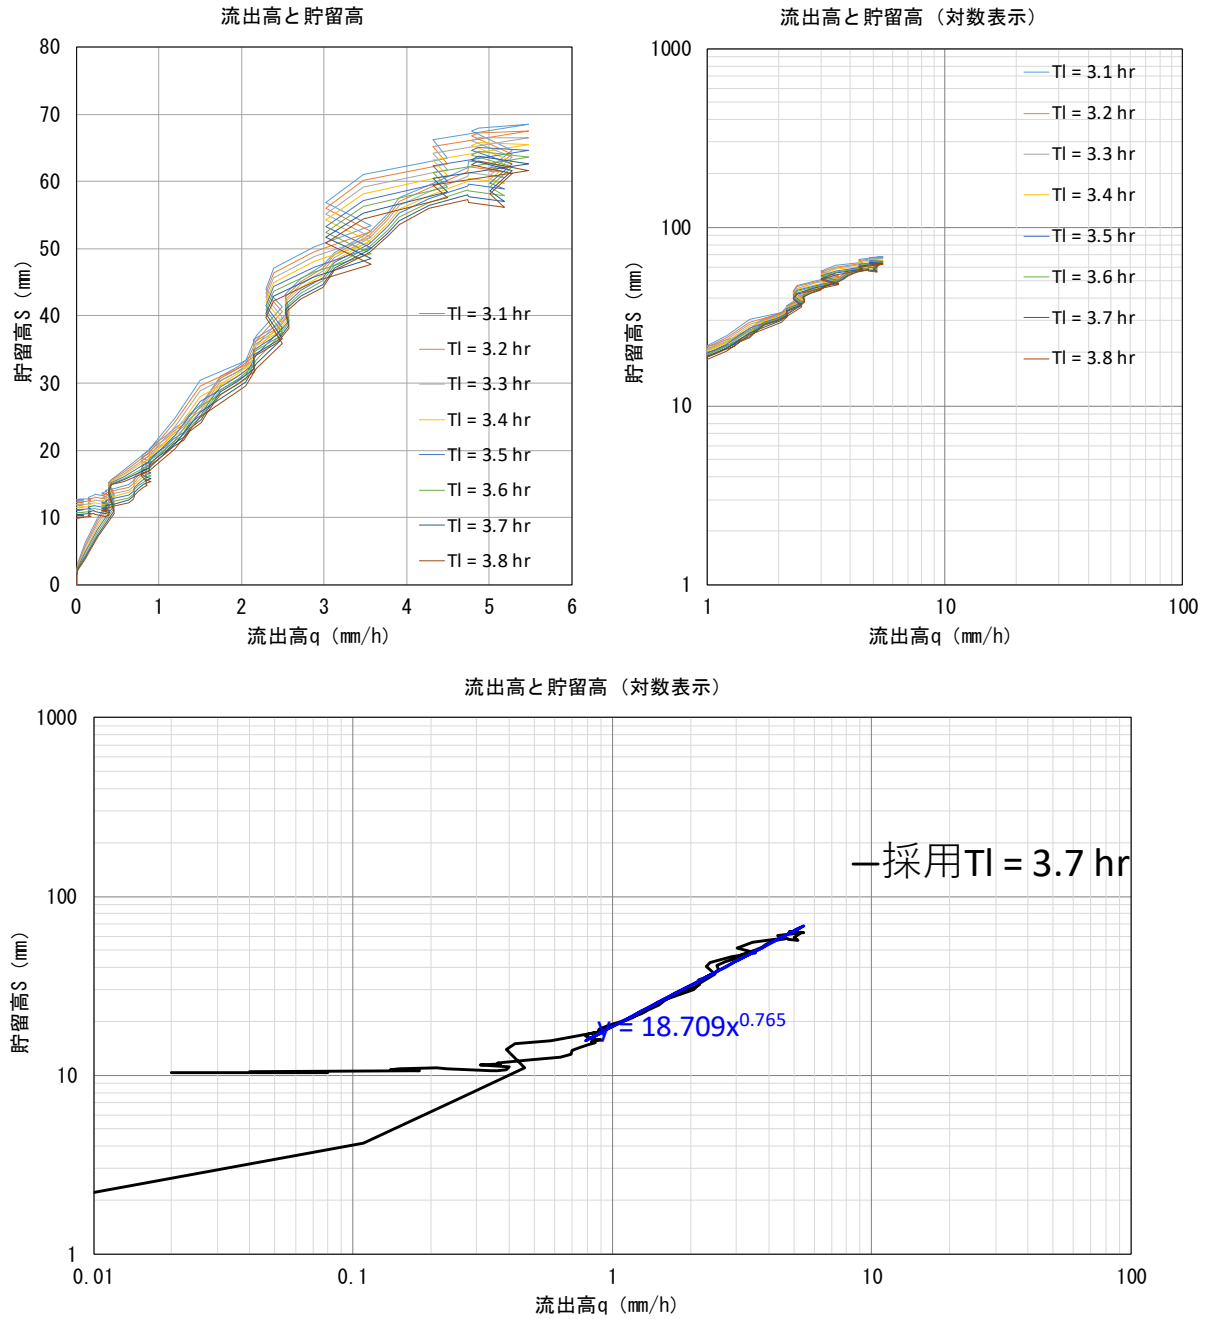 流出高と貯留高
80
70
60
50
40
30
20
10
0
0 1 2 3 4 5 6
貯留高S (mm)
流出高q (mm/h)
Tl = 3.1 hr
Tl = 3.2 hr
Tl = 3.3 hr
Tl = 3.4 hr
Tl = 3.5 hr
Tl = 3.6 hr
Tl = 3.7 hr
Tl = 3.8 hr
流出高と貯留高 (対数表示)
1000
100
10
1
1 10 100
貯留高S (mm)
流出高q (mm/h)
Tl = 3.1 hr
Tl = 3.2 hr
Tl = 3.3 hr
Tl = 3.4 hr
Tl = 3.5 hr
Tl = 3.6 hr
Tl = 3.7 hr
Tl = 3.8 hr
流出高と貯留高 (対数表示)
1000
100
10
1
0.01 0.1 1 10 100
貯留高S (mm)
流出高q (mm/h)
採用Tl = 3.7 hr
y = 18.709x^0.765